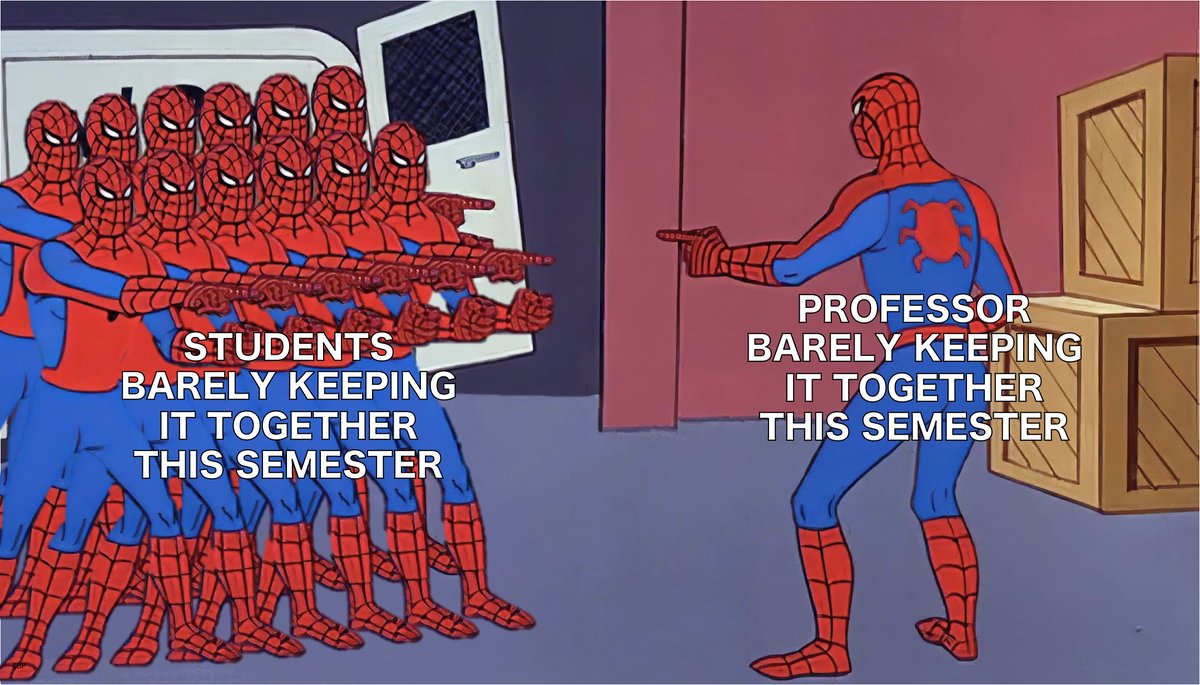 STUDENTS
BARELY KEEPING
IT TOGETHER
THIS SEMESTER
PROFESSOR
BARELY KEEPING
IT TOGETHER
THIS SEMESTER